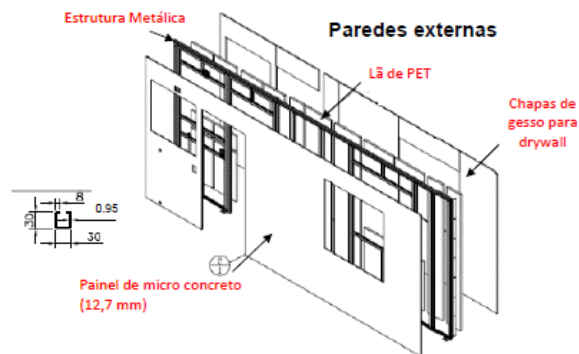 Estrutura Metálica
Paredes externas
Lã de PET
Chapas de
gesso para
drywall
8
0.95
30
30
Painel de micro concreto
(12,7 mm)